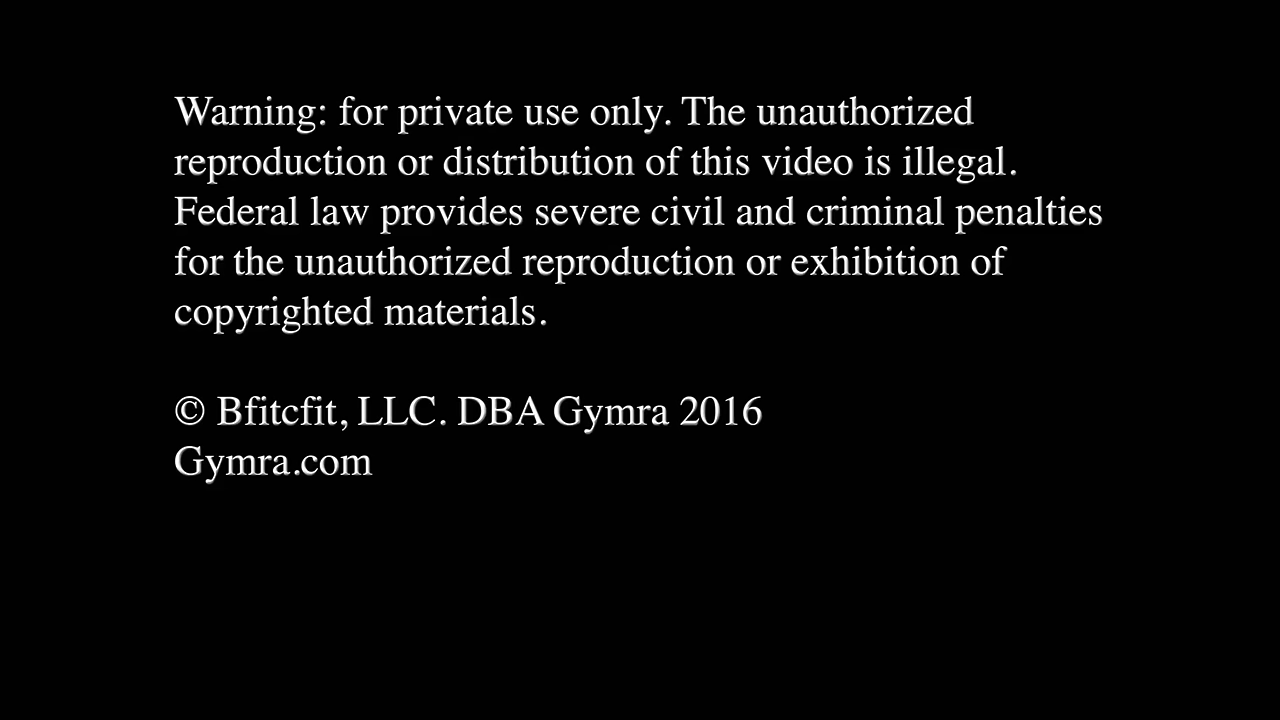 Warning: for private use only. The unauthorized
reproduction or distribution of this video is illegal.
Federal law provides severe civil and criminal penalties
for the unauthorized reproduction or exhibition of
copyrighted materials.
© Bfitcfit, LLC. DBA Gymra 2016
Gymra.com